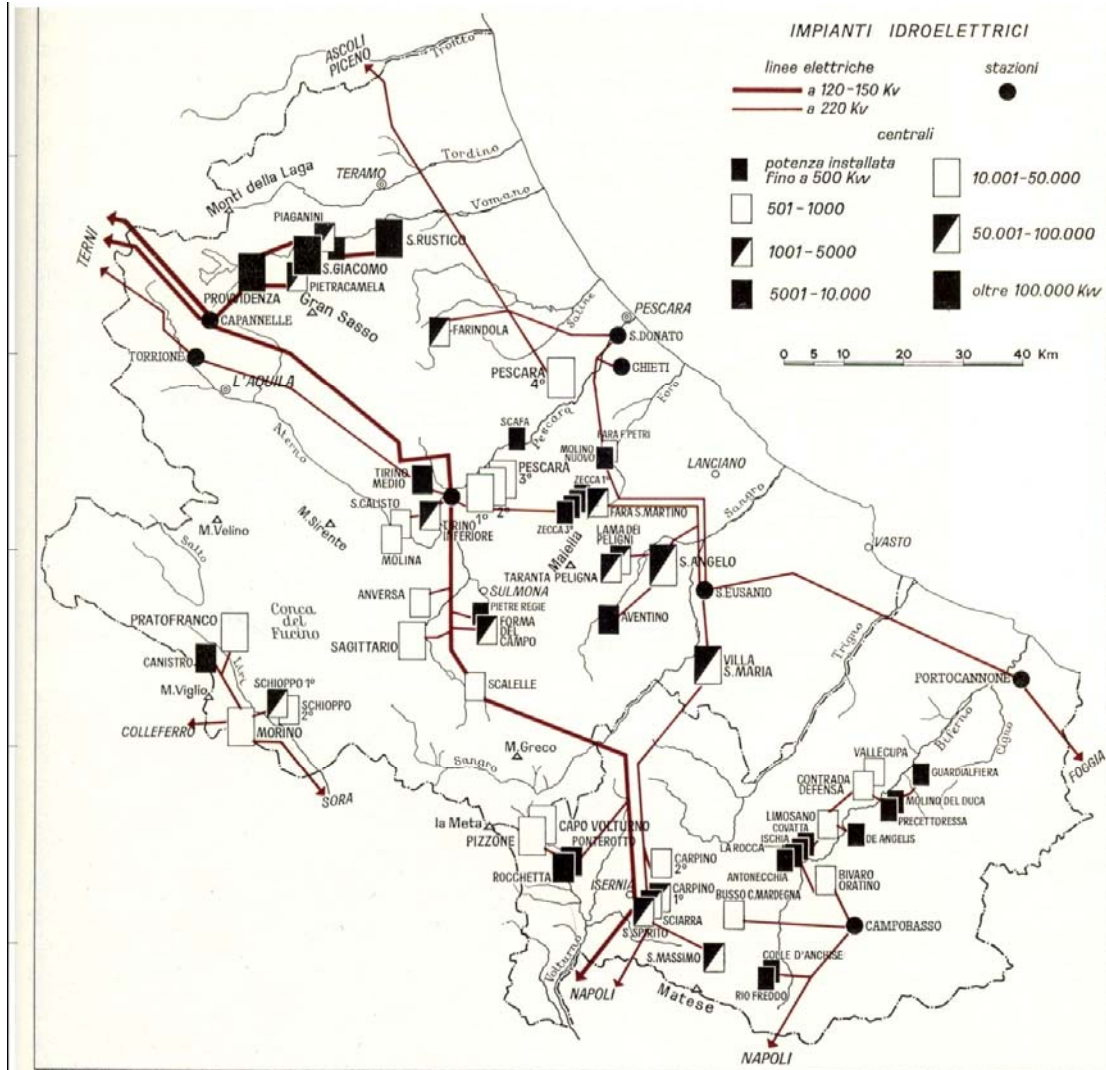 IMPIANTI IDROELETTRICI
linee elettriche
a 120-150 Kv
a 220 Kv
stazioni
centrali
potenza installata
fino a 500 Kw
501-1000
1001-5000
5001-10.000
10.001-50.000
50.001-100.000
oltre 100.000 Kw
0 5 10 20 30 40 Km
ASCOLI
PICENO
Tronto
Monti della Laga
TERAMO
Tordino
Vomano
PIAGANINI
S.RUSTICO
S.GIACOMO
PIETRACAMELA
PROVVIDENZA
Gran Sasso
TERNI
CAPANNELLE
TORRIONE
L'AQUILA
Aterno
FARINDOLA
Saline
PESCARA
S.DONATO
CHIETI
PESCARA
4°
Pescara
Foro
SCAFA
FARA F. PETRI
MOLINO
NUOVO
LANCIANO
TIRINO
MEDIO
PESCARA
3°
2°
1°
ZECCA 1°
ZECCA 3°
FARA S.MARTINO
Sangro
S.CALISTO
TIRINO
INFERIORE
MOLINA
M.Velino
M.Sirente
Salto
Maiella
LAMA DEI
PELIGNI
TARANTA PELIGNA
S.ANGELO
VASTO
ANVERSA
SULMONA
PIETRE REGIE
FORMA
DEL
CAMPO
AVENTINO
S.EUSANIO
Conca
del
Fucino
PRATOFRANCO
SAGITTARIO
CANISTRO
Liri
M.Viglio
SCHIOPPO 1°
SCHIOPPO
2°
SCALELLE
VILLA
S.MARIA
Trigno
PORTOCANNONE
COLLEFERRO
MORINO
SORA
Sangro
M.Greco
Biferno
Cigno
FOGGIA
VALLECUPA
GUARDIALFIERA
CONTRADA
DEFENSA
MOLINO DEL DUCA
PRECETTORESSA
la Meta
CAPO VOLTURNO
PIZZONE
PONTEROTTO
ROCCHETTA
LIMOSANO
COVATTA
ISCHIA
LA ROCCA
DE ANGELIS
ANTONECCHIA
CARPINO
2°
ISERNIA
CARPINO
1°
SCIARRA
S.SPIRITO
BUSSO C.MARDEGNA
BIVARO
ORATINO
CAMPOBASSO
S.MASSIMO
COLLE D'ANCHISE
RIO FREDDO
Volturno
NAPOLI
Matese
NAPOLI